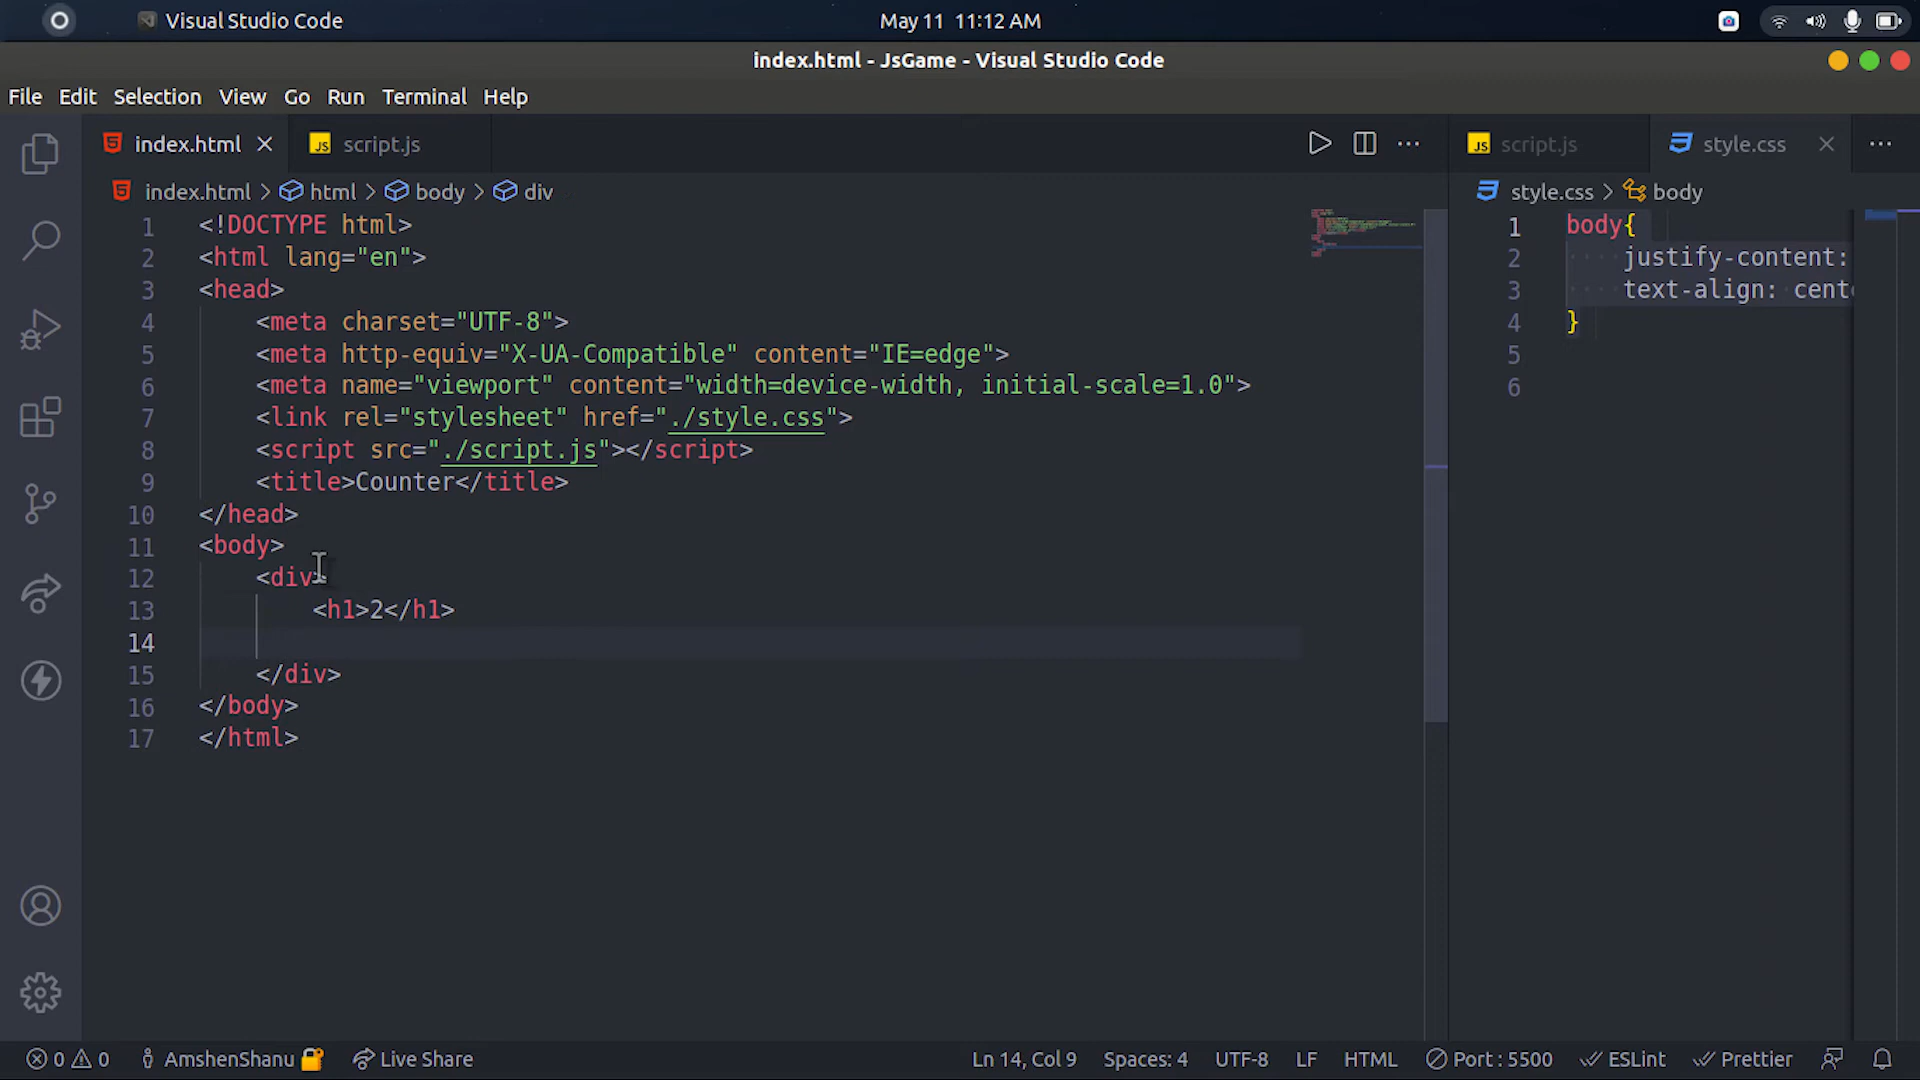 Visual Studio Code
May 11 11:12 AM
index.html - JsGame - Visual Studio Code
File Edit Selection View Go Run Terminal Help
index.html
JS script.js
index.html > html > body > div
1 <!DOCTYPE html>
2 <html lang="en">
3 <head>
4 <meta charset="UTF-8">
5 <meta http-equiv="X-UA-Compatible" content="IE=edge">
6 <meta name="viewport" content="width=device-width, initial-scale=1.0">
7 <link rel="stylesheet" href="./style.css">
8 <script src="./script.js"></script>
9 <title>Counter</title>
10 </head>
11 <body>
12 <div>
13 <h1>2</h1>
14
15 </div>
16 </body>
17 </html>
JS script.js
style.css
style.css > body
1 body{
2 justify-content:
3 text-align: cent
4 }
5
6
0 0 AmshenShanu Live Share
Ln 14, Col 9 Spaces: 4 UTF-8 LF HTML Port : 5500 ESLint Prettier